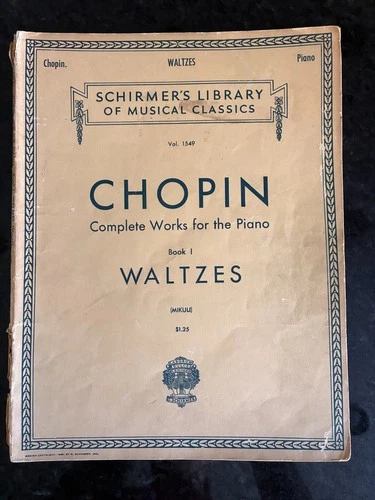 Chopin. WALTZES Piano
SCHIRMER'S LIBRARY
OF MUSICAL CLASSICS
Vol. 1549
CHOPIN
Complete Works for the Piano
Book I
WALTZES
(MIKULI)
$1.25